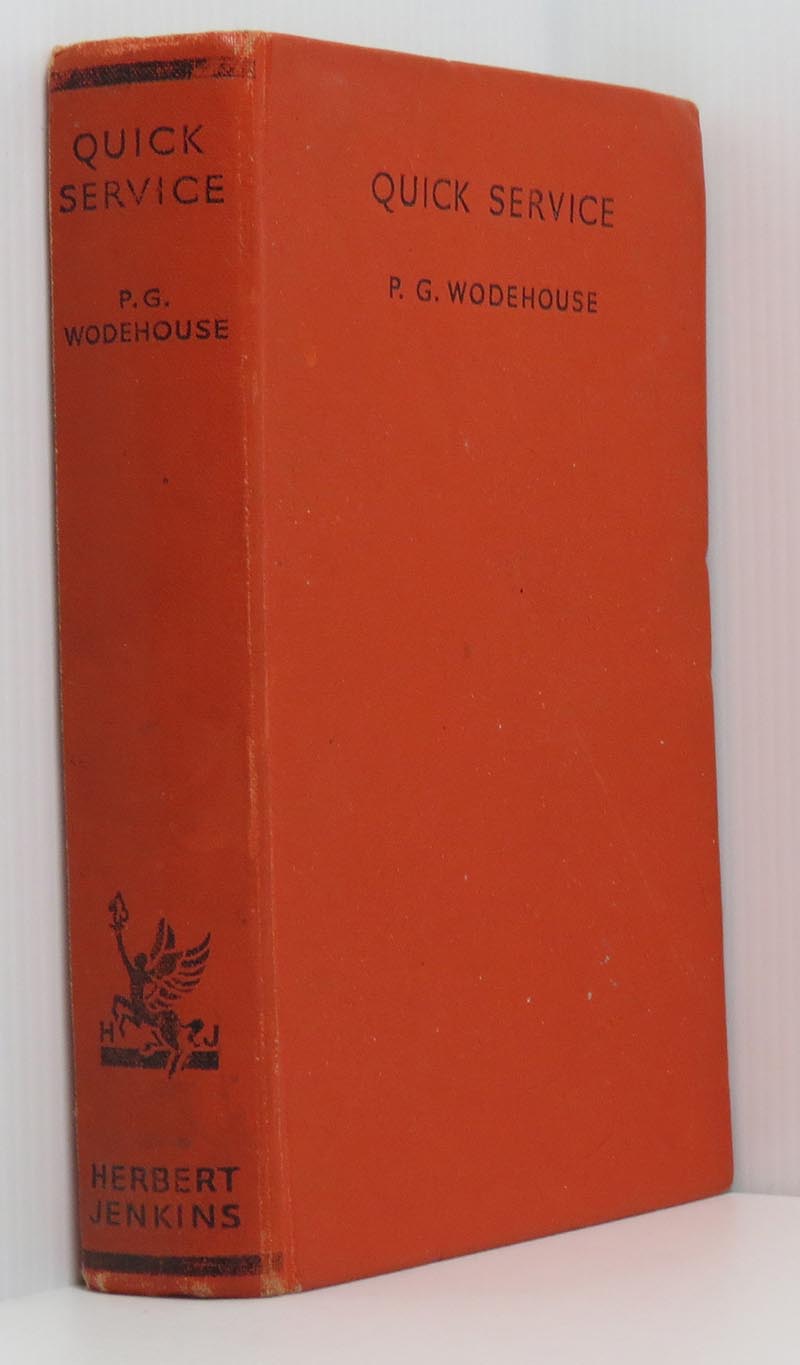 QUICK
SERVICE
P.G.
WODEHOUSE
H J
HERBERT
JENKINS
QUICK SERVICE
P. G. WODEHOUSE